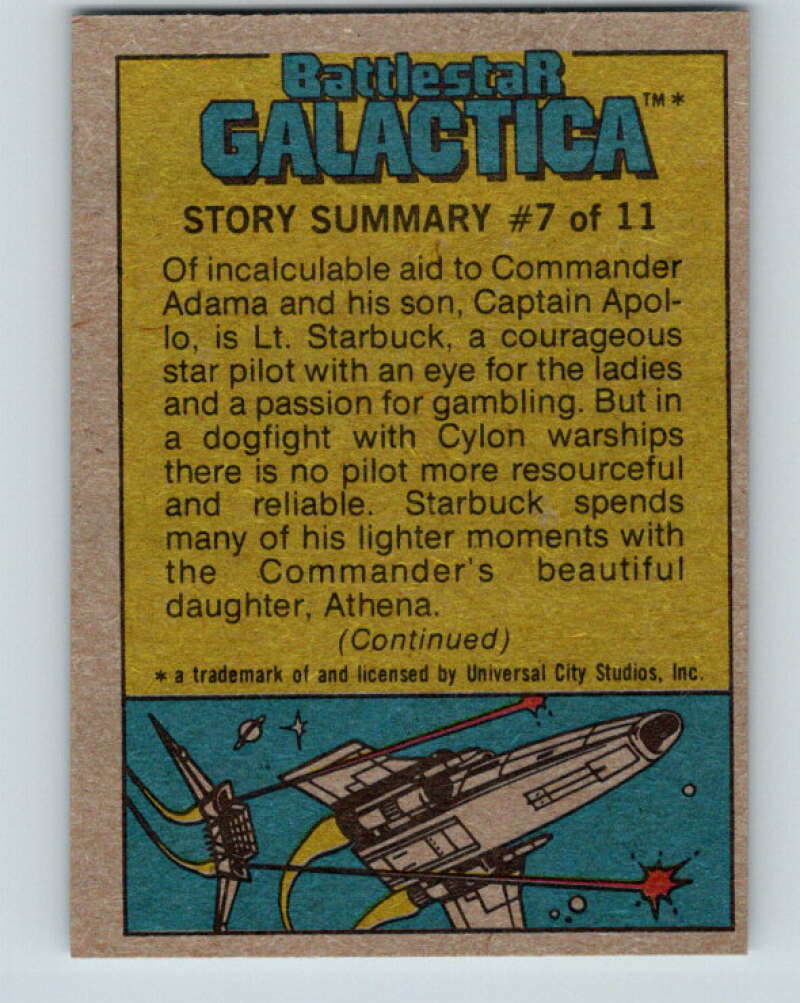 BattlestaR
GALACTICA TM *
STORY SUMMARY #7 of 11
Of incalculable aid to Commander
Adama and his son, Captain Apol-
lo, is Lt. Starbuck, a courageous
star pilot with an eye for the ladies
and a passion for gambling. But in
a dogfight with Cylon warships
there is no pilot more resourceful
and reliable. Starbuck spends
many of his lighter moments with
the Commander's beautiful
daughter, Athena.
(Continued)
* a trademark of and licensed by Universal City Studios, Inc.